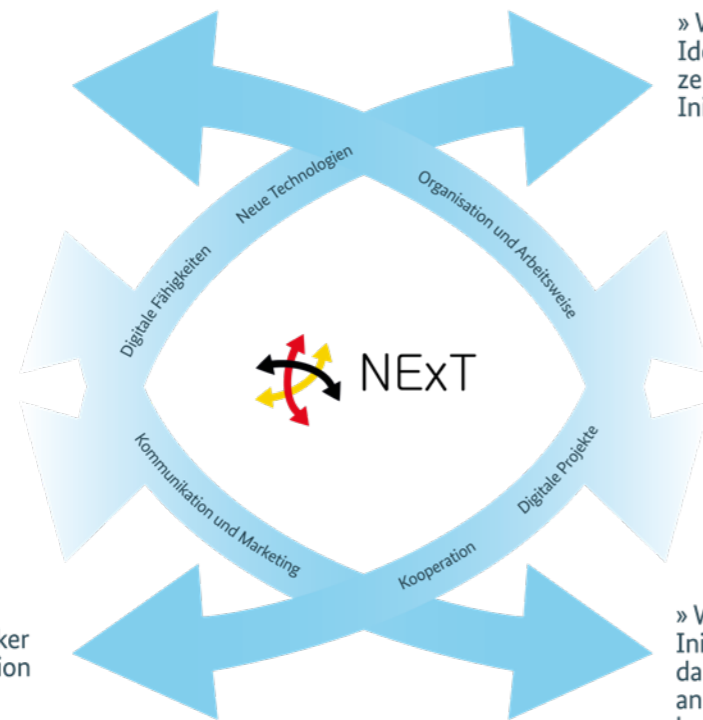 »
Neue Technologien
Organisation und Arbeitsweise
Digitale Fähigkeiten
NExT
Kommunikation und Marketing
Digitale Projekte
Kooperation
»